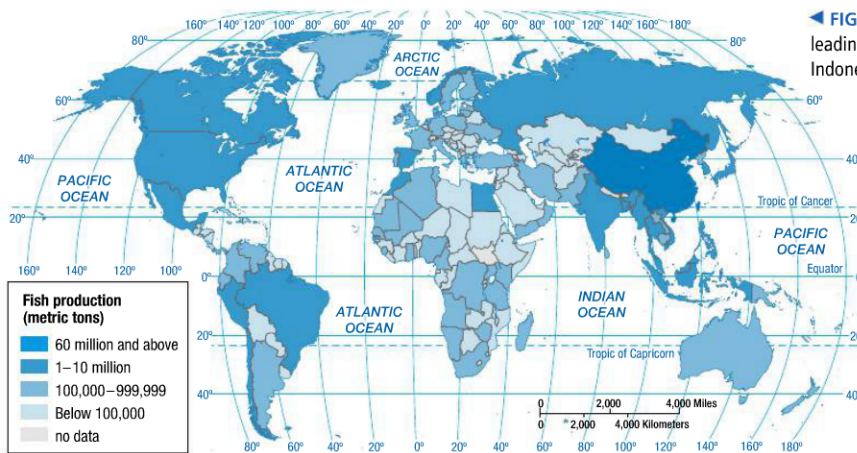 160° 140° 120° 100° 80° 60° 40° 20° 0° 20° 40° 60° 80° 100° 120° 140° 160° 180°
◀ FIG
leadin
Indone
80°
80°
ARCTIC
OCEAN
60°
60°
40°
40°
PACIFIC
OCEAN
ATLANTIC
OCEAN
Tropic of Cancer
20°
20°
PACIFIC
OCEAN
160° 140° 120° 100°
160°
Equator
0°
0°
INDIAN
OCEAN
ATLANTIC
OCEAN
20°
20°
Tropic of Capricorn
40°
40°
Fish production
(metric tons)
60 million and above
1–10 million
100,000–999,999
Below 100,000
no data
0 2,000 4,000 Miles
0 2,000 4,000 Kilometers
80° 60° 40° 20° 0° 20° 40° 60° 80° 100° 120° 140° 160° 180°